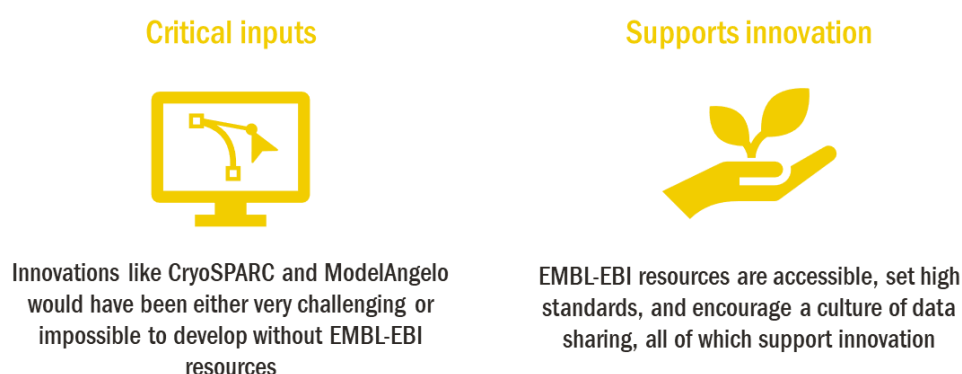 Critical inputs
Innovations like CryoSPARC and ModelAngelo
would have been either very challenging or
impossible to develop without EMBL-EBI
resources
Supports innovation
EMBL-EBI resources are accessible, set high
standards, and encourage a culture of data
sharing, all of which support innovation